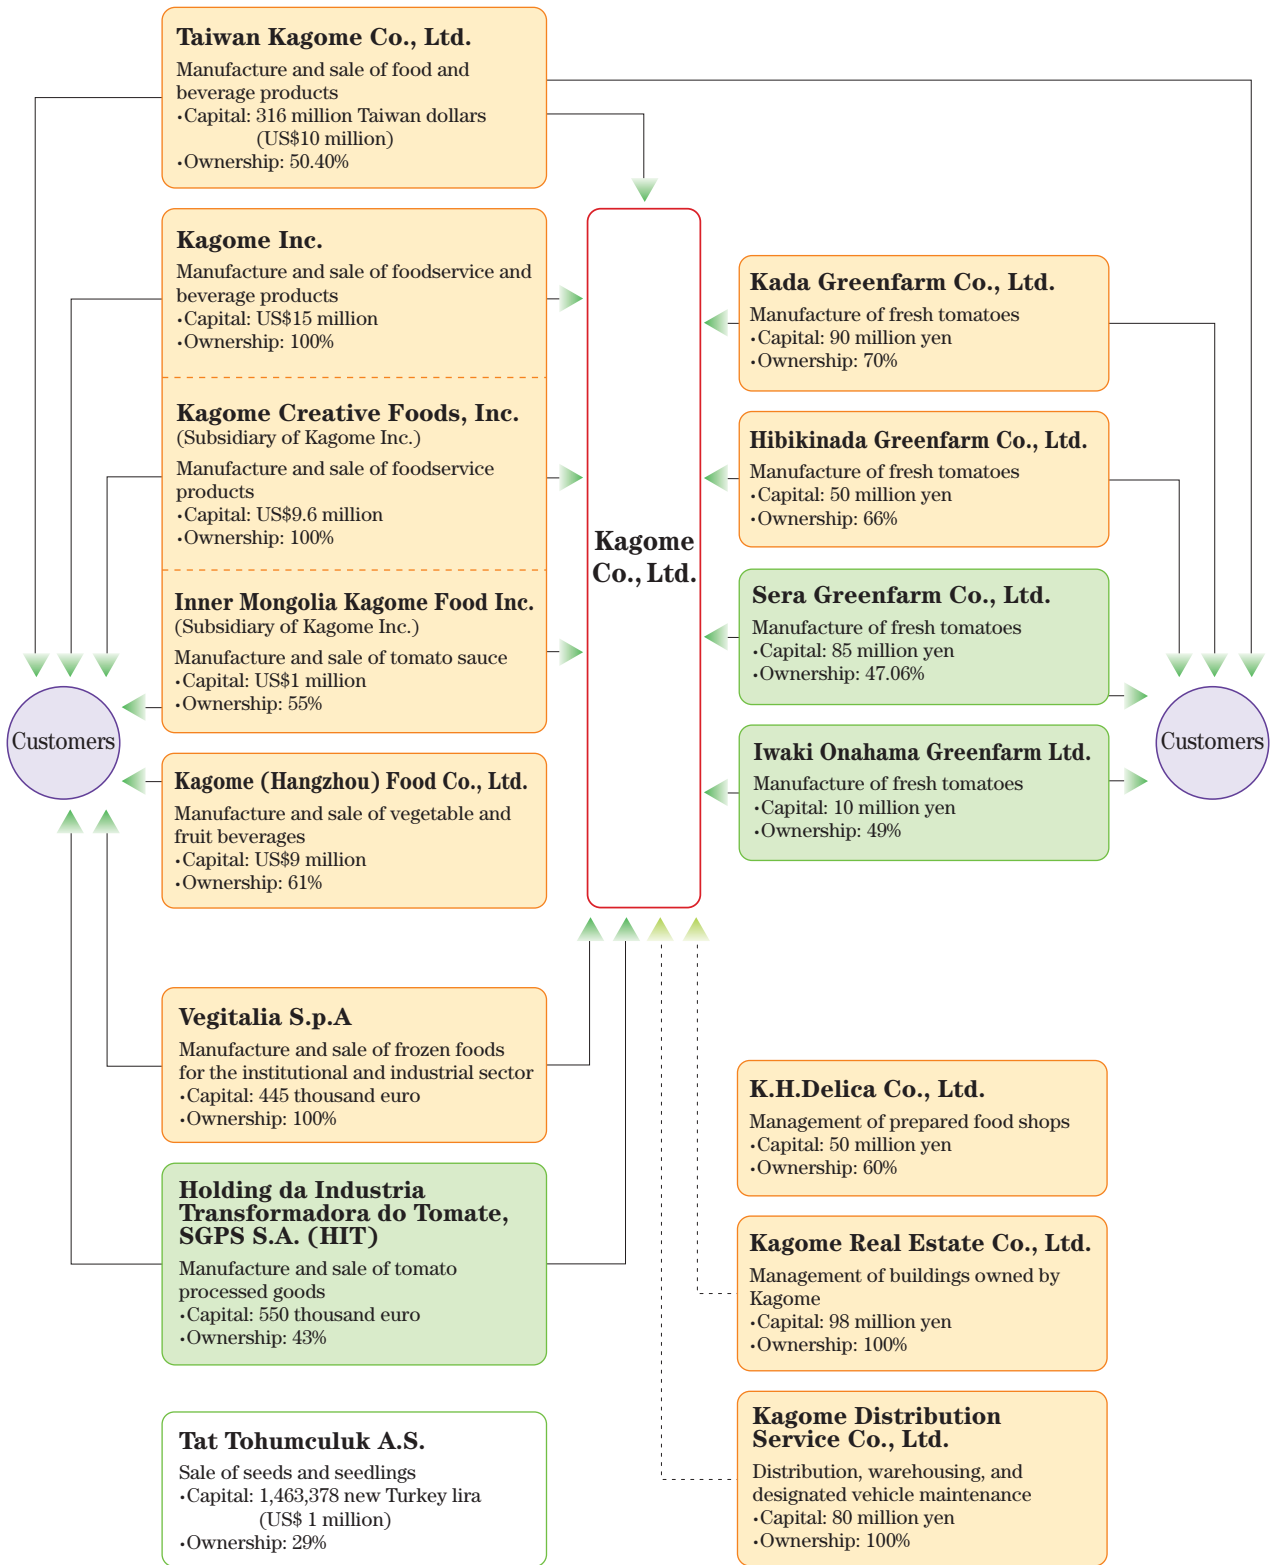 Taiwan Kagome Co., Ltd.
Manufacture and sale of food and
beverage products
•Capital: 316 million Taiwan dollars
(US$10 million)
•Ownership: 50.40%
Kagome Inc.
Manufacture and sale of foodservice and
beverage products
•Capital: US$15 million
•Ownership: 100%
Kagome Creative Foods, Inc.
(Subsidiary of Kagome Inc.)
Manufacture and sale of foodservice
products
•Capital: US$9.6 million
•Ownership: 100%
Inner Mongolia Kagome Food Inc.
(Subsidiary of Kagome Inc.)
Manufacture and sale of tomato sauce
•Capital: US$1 million
•Ownership: 55%
Customers
Kagome (Hangzhou) Food Co., Ltd.
Manufacture and sale of vegetable and
fruit beverages
•Capital: US$9 million
•Ownership: 61%
Vegitalia S.p.A
Manufacture and sale of frozen foods
for the institutional and industrial sector
•Capital: 445 thousand euro
•Ownership: 100%
Holding da Industria
Transformadora do Tomate,
SGPS S.A. (HIT)
Manufacture and sale of tomato
processed goods
•Capital: 550 thousand euro
•Ownership: 43%
Tat Tohumculuk A.S.
Sale of seeds and seedlings
•Capital: 1,463,378 new Turkey lira
(US$ 1 million)
•Ownership: 29%
Kagome
Co., Ltd.
Kada Greenfarm Co., Ltd.
Manufacture of fresh tomatoes
•Capital: 90 million yen
•Ownership: 70%
Hibikinada Greenfarm Co., Ltd.
Manufacture of fresh tomatoes
•Capital: 50 million yen
•Ownership: 66%
Sera Greenfarm Co., Ltd.
Manufacture of fresh tomatoes
•Capital: 85 million yen
•Ownership: 47.06%
Customers
Iwaki Onahama Greenfarm Ltd.
Manufacture of fresh tomatoes
•Capital: 10 million yen
•Ownership: 49%
K.H.Delica Co., Ltd.
Management of prepared food shops
•Capital: 50 million yen
•Ownership: 60%
Kagome Real Estate Co., Ltd.
Management of buildings owned by
Kagome
•Capital: 98 million yen
•Ownership: 100%
Kagome Distribution
Service Co., Ltd.
Distribution, warehousing, and
designated vehicle maintenance
•Capital: 80 million yen
•Ownership: 100%